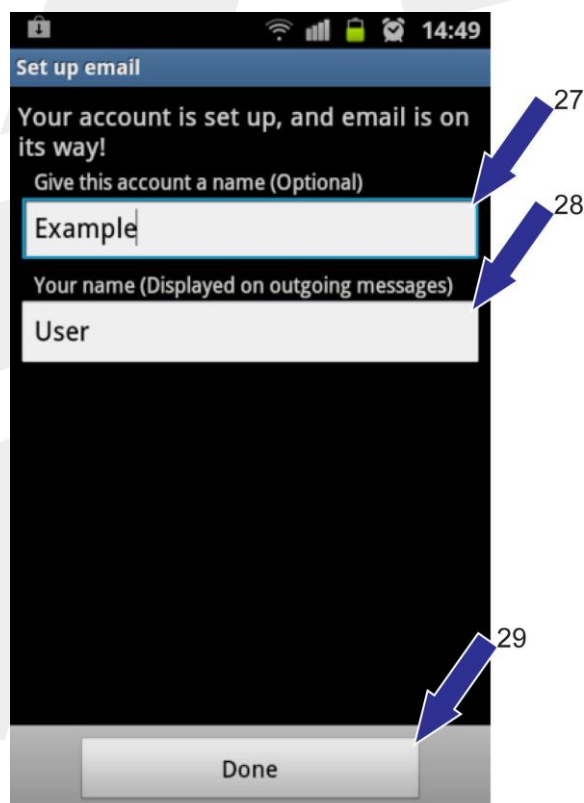 14:49
Set up email
Your account is set up, and email is on
its way!
27
Give this account a name (Optional)
Example
28
Your name (Displayed on outgoing messages)
User
29
Done